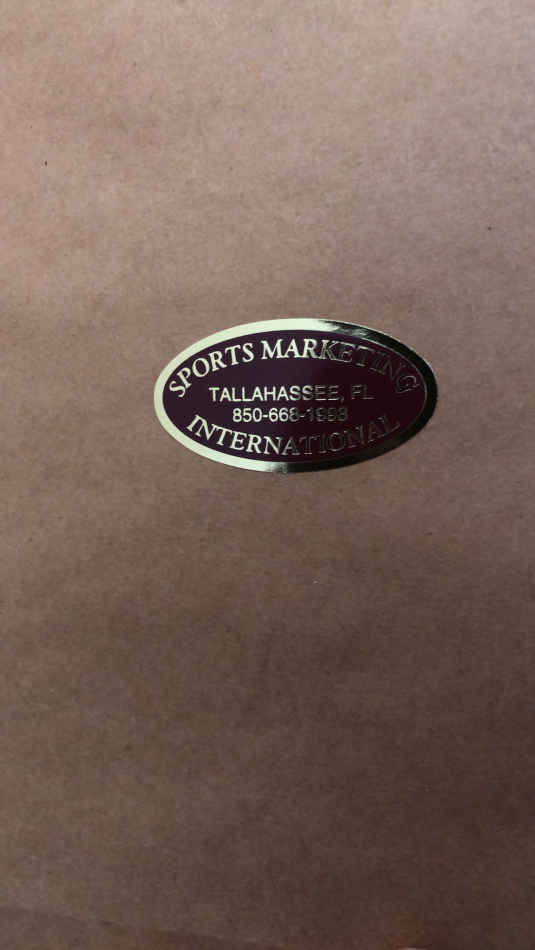 SPORTS MARKETING
TALLAHASSEE, FL
850-668-1998
INTERNATIONAL